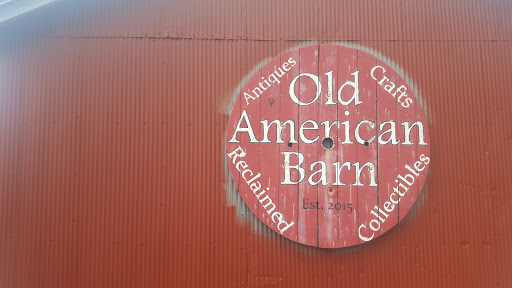 Antiques
Crafts
Old
American
Barn
Est. 2015
Reclaimed
Collectibles